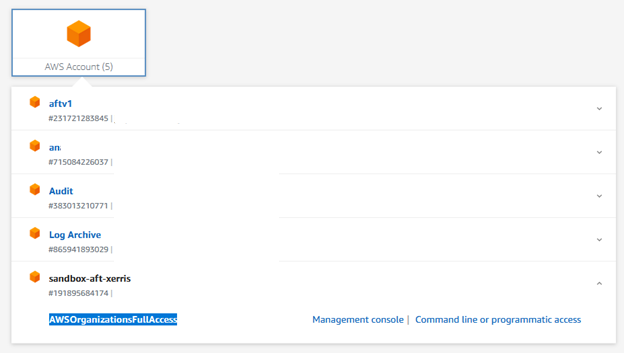 AWS Account (5)
aftv1
#231721283845 |
an
#715084226037 |
Audit
#383013210771 |
Log Archive
#865941893029 |
sandbox-aft-xerris
#191895684174 |
AWSOrganizationsFullAccess Management console | Command line or programmatic access